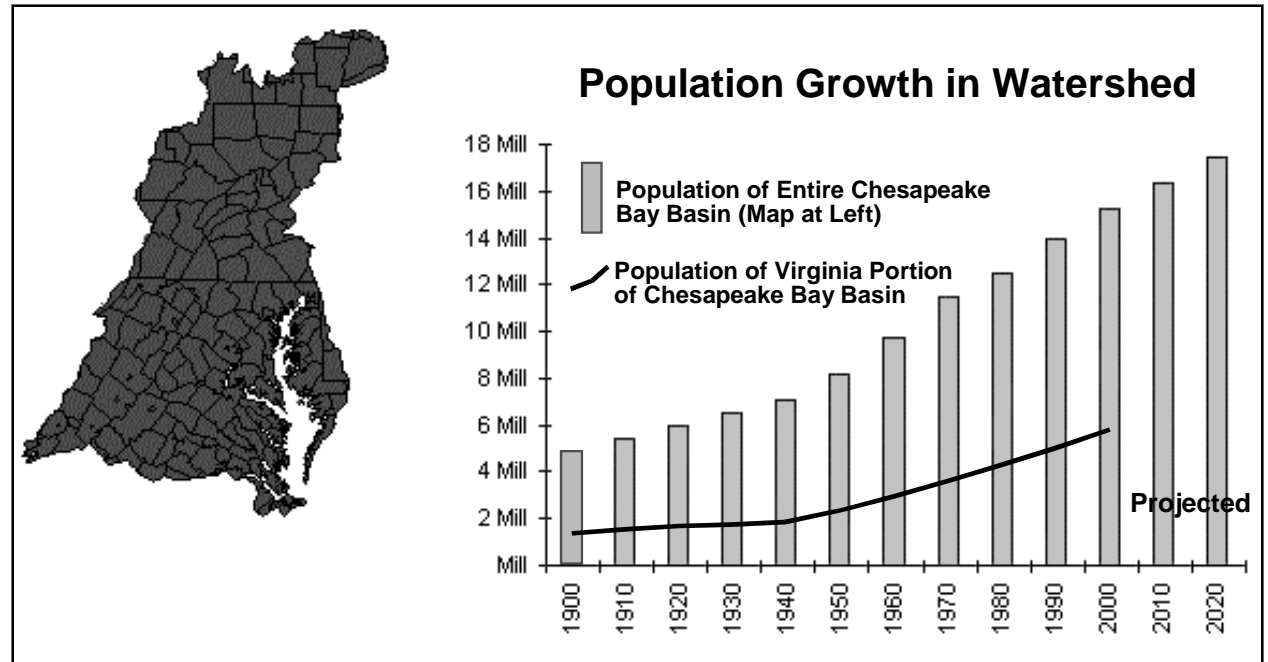 Population Growth in Watershed
18 Mill
16 Mill
14 Mill
12 Mill
10 Mill
8 Mill
6 Mill
4 Mill
2 Mill
Mill
Population of Entire Chesapeake
Bay Basin (Map at Left)
Population of Virginia Portion
of Chesapeake Bay Basin
Projected
1900
1910
1920
1930
1940
1950
1960
1970
1980
1990
2000
2010
2020